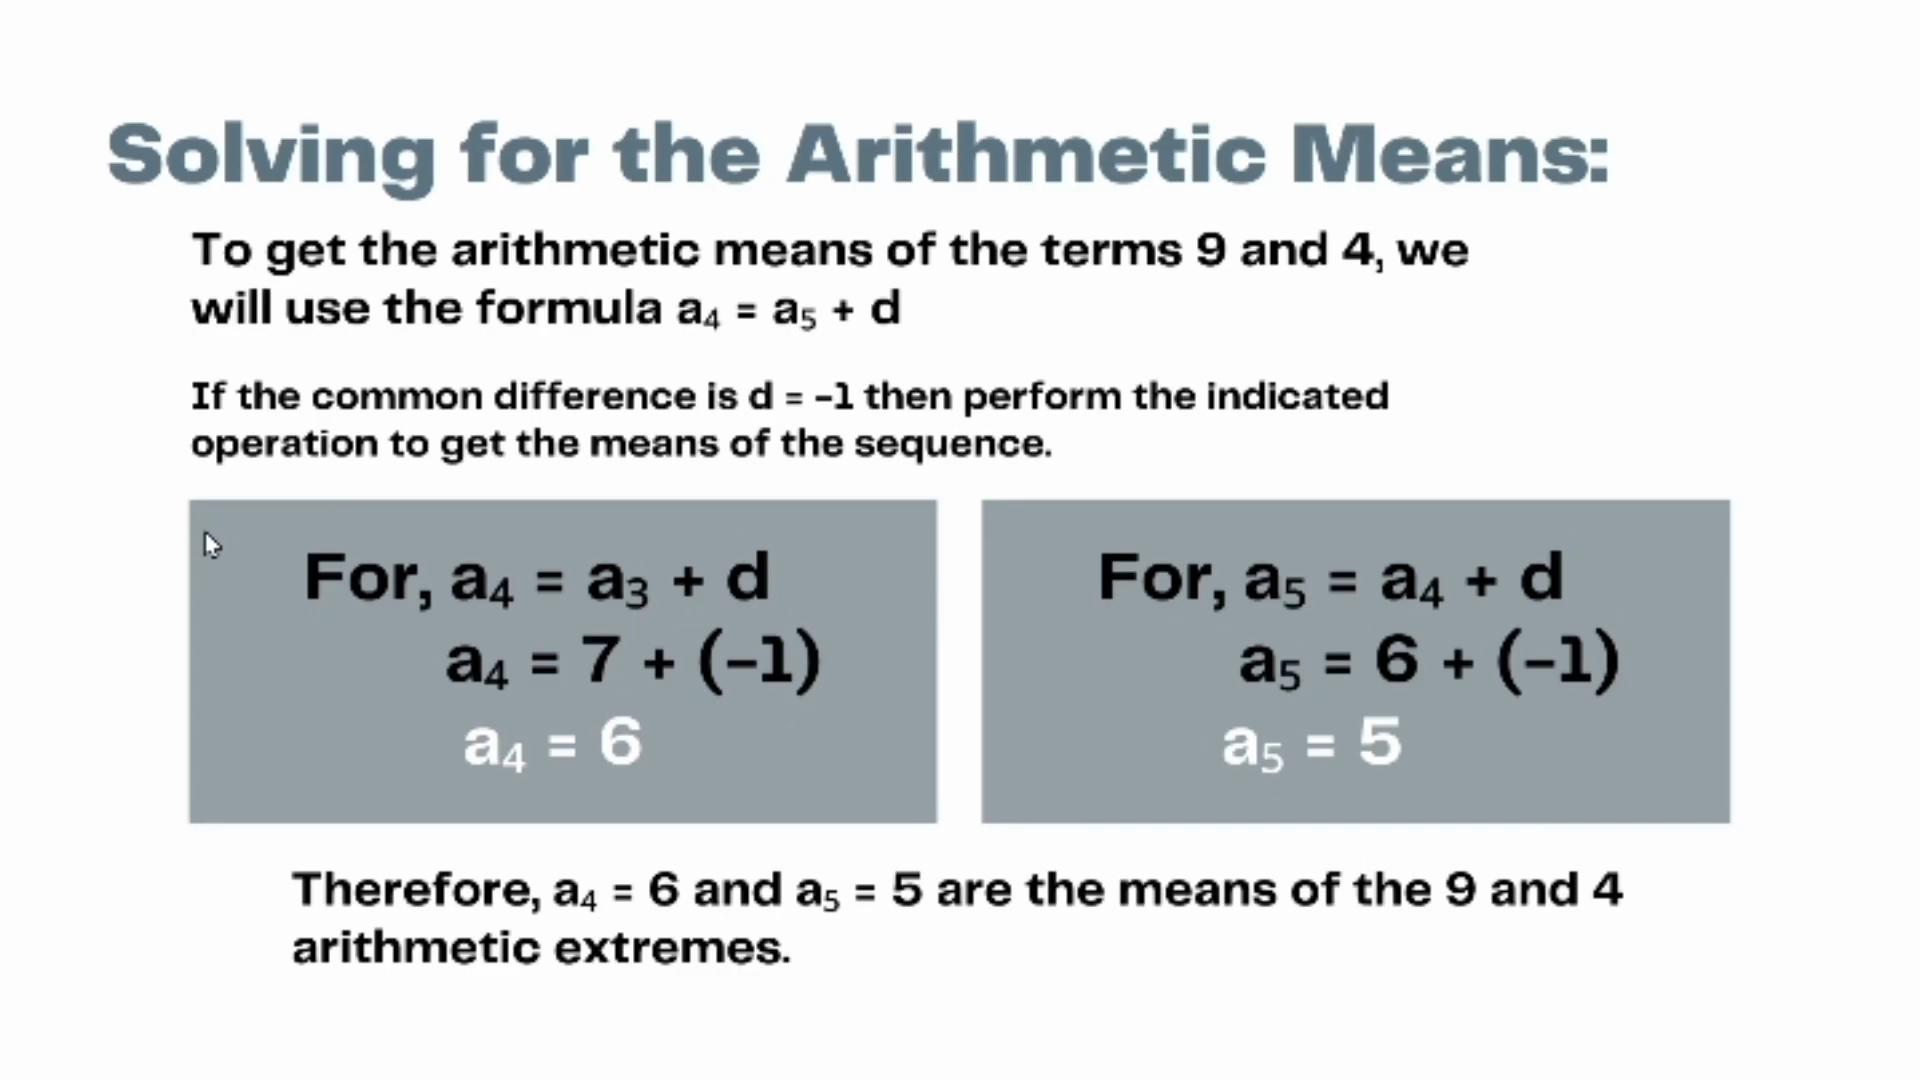 Solving for the Arithmetic Means:
To get the arithmetic means of the terms 9 and 4, we
will use the formula a₄ = a₅ + d
If the common difference is d = -1 then perform the indicated
operation to get the means of the sequence.
For, a₄ = a₃ + d
a₄ = 7 + (-1)
a₄ = 6
For, a₅ = a₄ + d
a₅ = 6 + (-1)
a₅ = 5
Therefore, a₄ = 6 and a₅ = 5 are the means of the 9 and 4
arithmetic extremes.